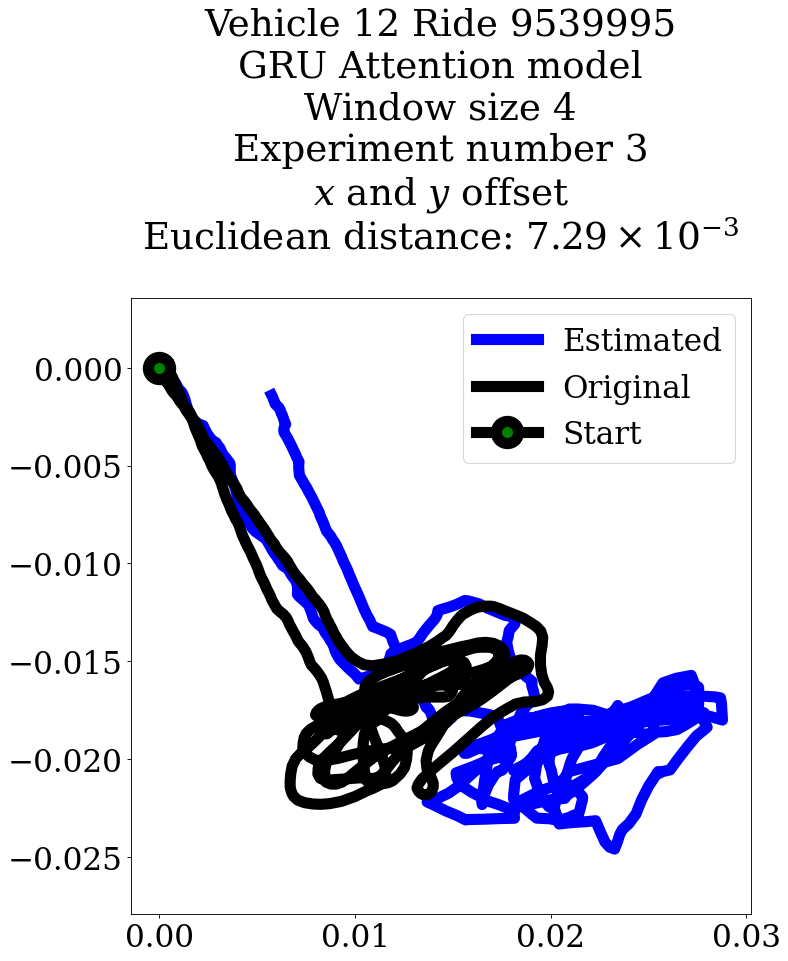 Vehicle 12 Ride 9539995
GRU Attention model
Window size 4
Experiment number 3
x and y offset
Euclidean distance: 7.29 × 10⁻³
Estimated
Original
Start
0.000
−0.005
−0.010
−0.015
−0.020
−0.025
0.00 0.01 0.02 0.03